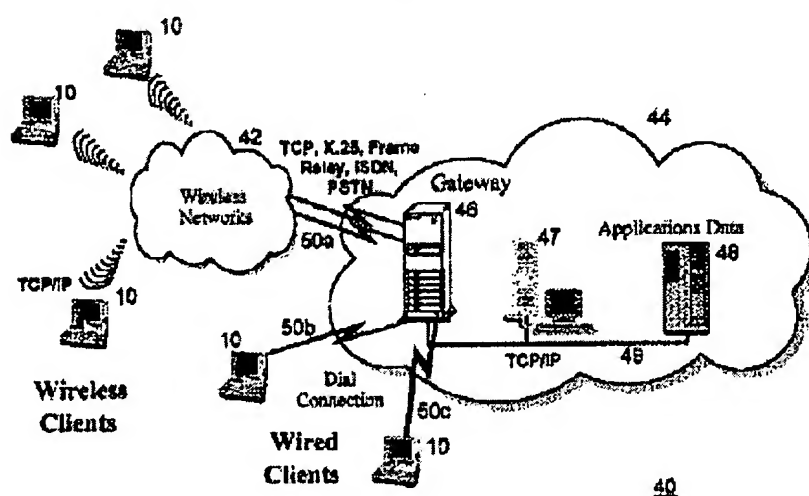 10
10
10
42
TCP, X.25, Frame
Relay, ISDN,
PSTN
44
Wireless
Networks
Gateway
46
50a
47
Applications Data
48
TCP/IP
10
10
50b
TCP/IP
49
Wireless
Clients
Dial
Connection
50c
Wired
Clients
10
40